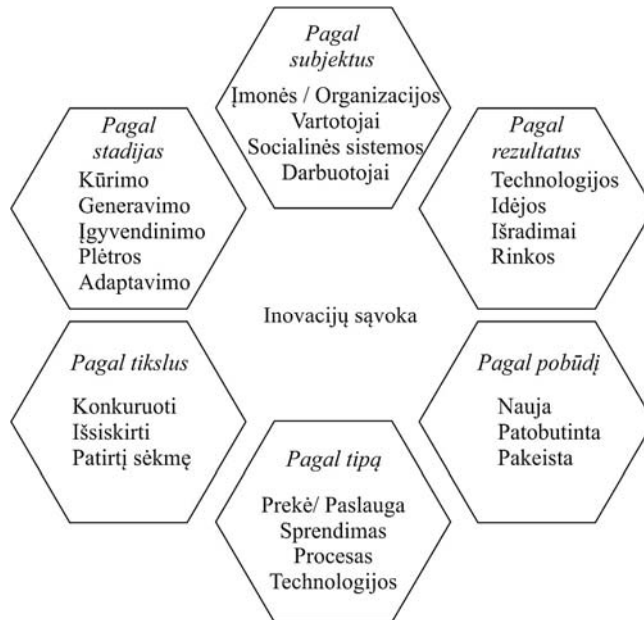 Pagal
subjektus
Įmonės / Organizacijos
Vartotojai
Socialinės sistemos
Darbuotojai
Pagal
stadijas
Kūrimo
Generavimo
Įgyvendinimo
Plėtros
Adaptavimo
Pagal
rezultatus
Technologijos
Idėjos
Išradimai
Rinkos
Inovacijų sąvoka
Pagal tikslus
Konkuruoti
Išsiskirti
Patirtį sėkmę
Pagal pobūdį
Nauja
Patobutinta
Pakeista
Pagal tipą
Prekė/ Paslauga
Sprendimas
Procesas
Technologijos